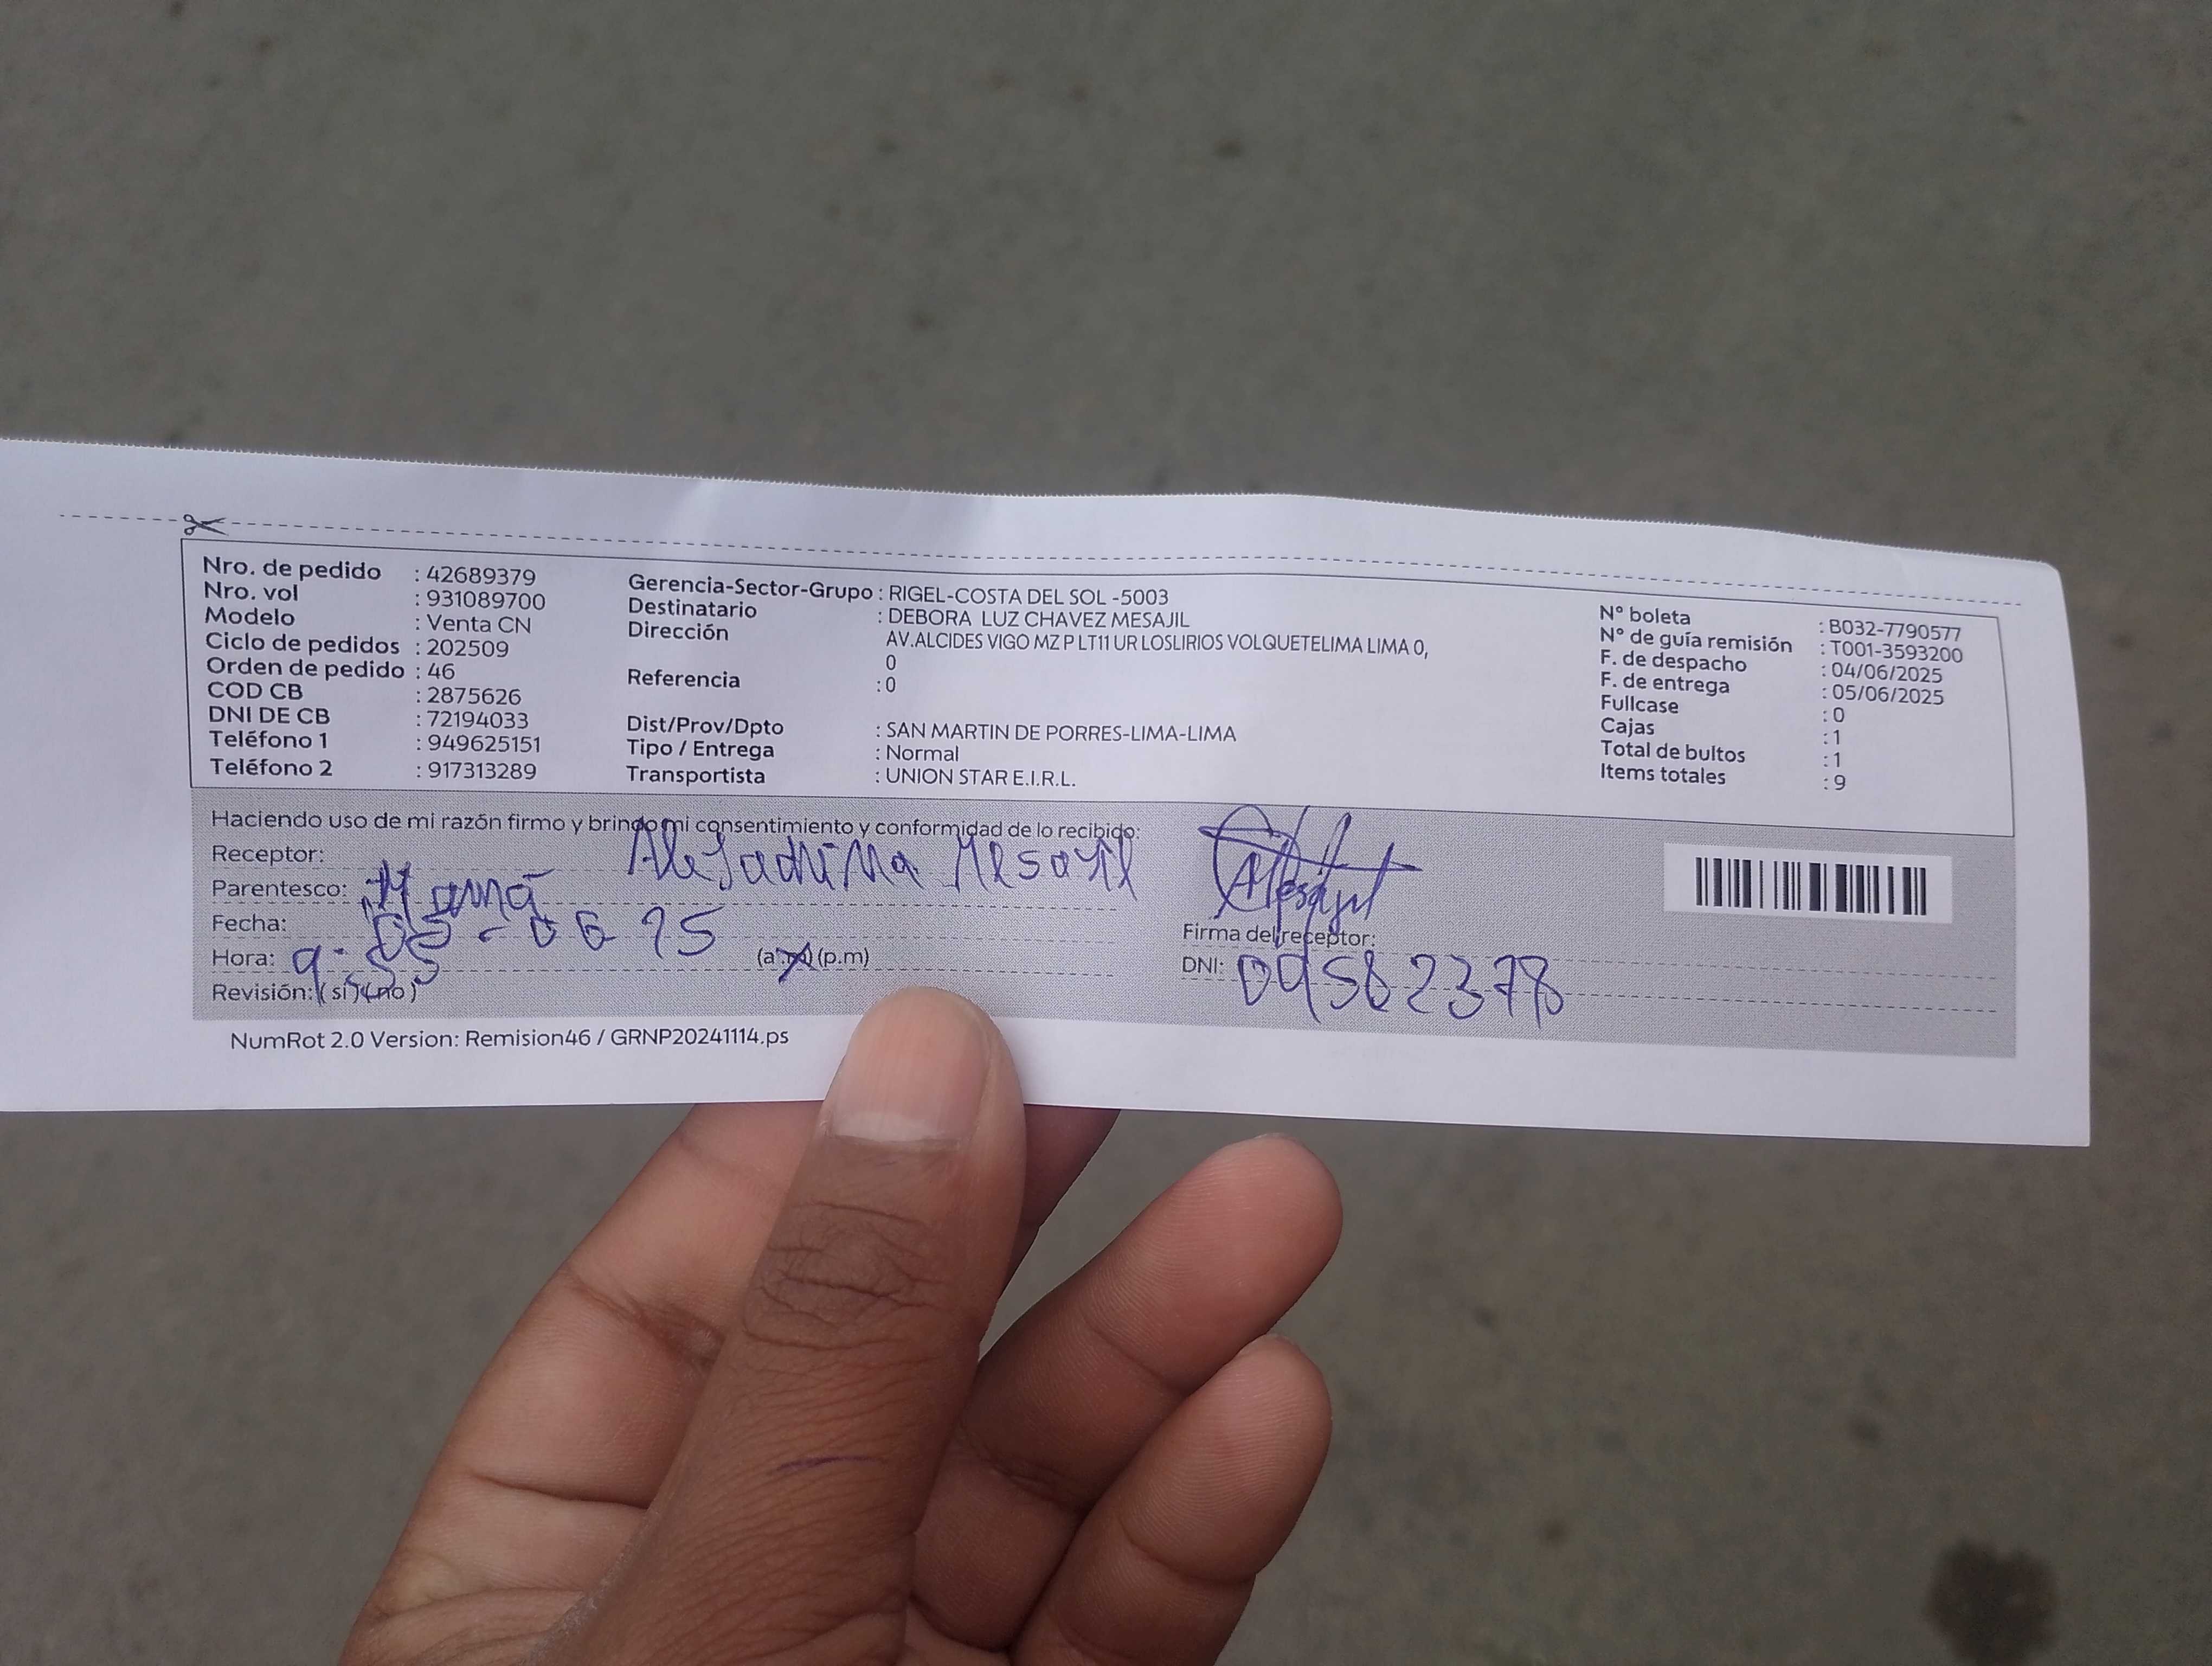 Nro. de pedido : 42689379
Nro. vol : 931089700
Modelo : Venta CN
Ciclo de pedidos : 202509
Orden de pedido : 46
COD CB : 2875626
DNI DE CB : 72194033
Teléfono 1 : 949625151
Teléfono 2 : 917313289
Gerencia-Sector-Grupo : RIGEL-COSTA DEL SOL -5003
Destinatario : DEBORA LUZ CHAVEZ MESAJIL
Dirección AV.ALCIDES VIGO MZ P LT11 UR LOSLIRIOS VOLQUETELIMA LIMA 0,
0
Referencia : 0
Dist/Prov/Dpto : SAN MARTIN DE PORRES-LIMA-LIMA
Tipo / Entrega : Normal
Transportista : UNION STAR E.I.R.L.
N° boleta : B032-7790577
N° de guía remisión : T001-3593200
F. de despacho : 04/06/2025
F. de entrega : 05/06/2025
Fullcase : 0
Cajas : 1
Total de bultos : 1
Items totales : 9
Haciendo uso de mi razón firmo y brindo mi consentimiento y conformidad de lo recibido:
Receptor:
Parentesco: Mamá
Fecha: 05-06 25
Hora: 9:55 (a.m) (p.m)
Revisión: (si) (no)
Firma del receptor:
DNI: 09582378
NumRot 2.0 Version: Remision46 / GRNP20241114.ps